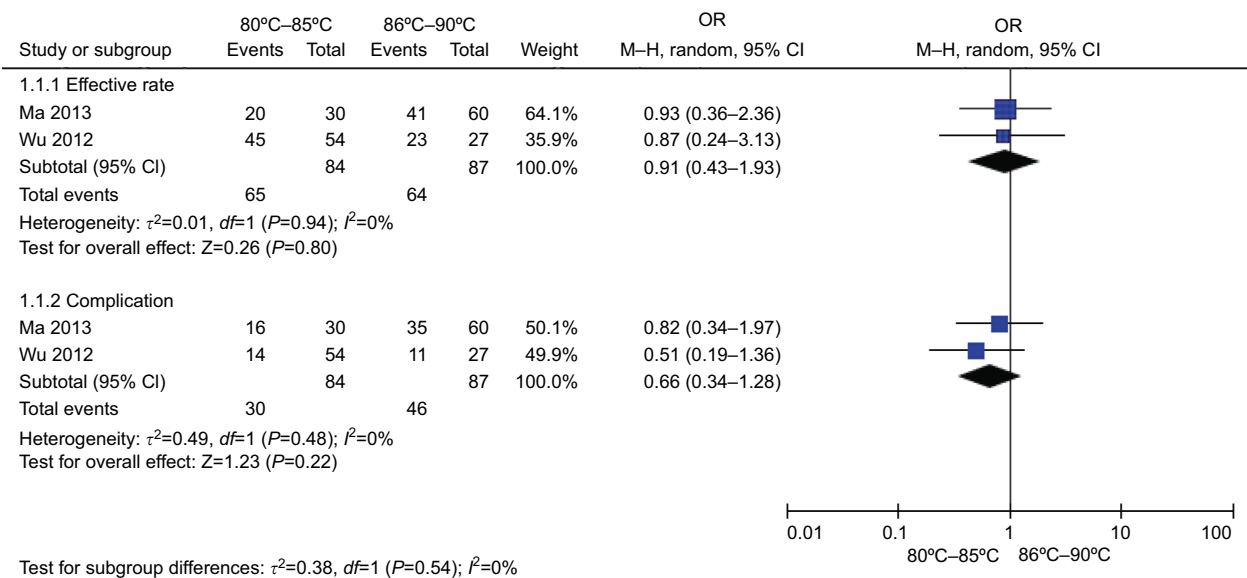 80ºC–85ºC 86ºC–90ºC OR OR
Study or subgroup Events Total Events Total Weight M–H, random, 95% CI M–H, random, 95% CI
1.1.1 Effective rate
Ma 2013 20 30 41 60 64.1% 0.93 (0.36–2.36)
Wu 2012 45 54 23 27 35.9% 0.87 (0.24–3.13)
Subtotal (95% CI) 84 87 100.0% 0.91 (0.43–1.93)
Total events 65 64
Heterogeneity: τ²=0.01, df=1 (P=0.94); I²=0%
Test for overall effect: Z=0.26 (P=0.80)
1.1.2 Complication
Ma 2013 16 30 35 60 50.1% 0.82 (0.34–1.97)
Wu 2012 14 54 11 27 49.9% 0.51 (0.19–1.36)
Subtotal (95% CI) 84 87 100.0% 0.66 (0.34–1.28)
Total events 30 46
Heterogeneity: τ²=0.49, df=1 (P=0.48); I²=0%
Test for overall effect: Z=1.23 (P=0.22)
0.01 0.1 1 10 100
80ºC–85ºC 86ºC–90ºC
Test for subgroup differences: τ²=0.38, df=1 (P=0.54); I²=0%